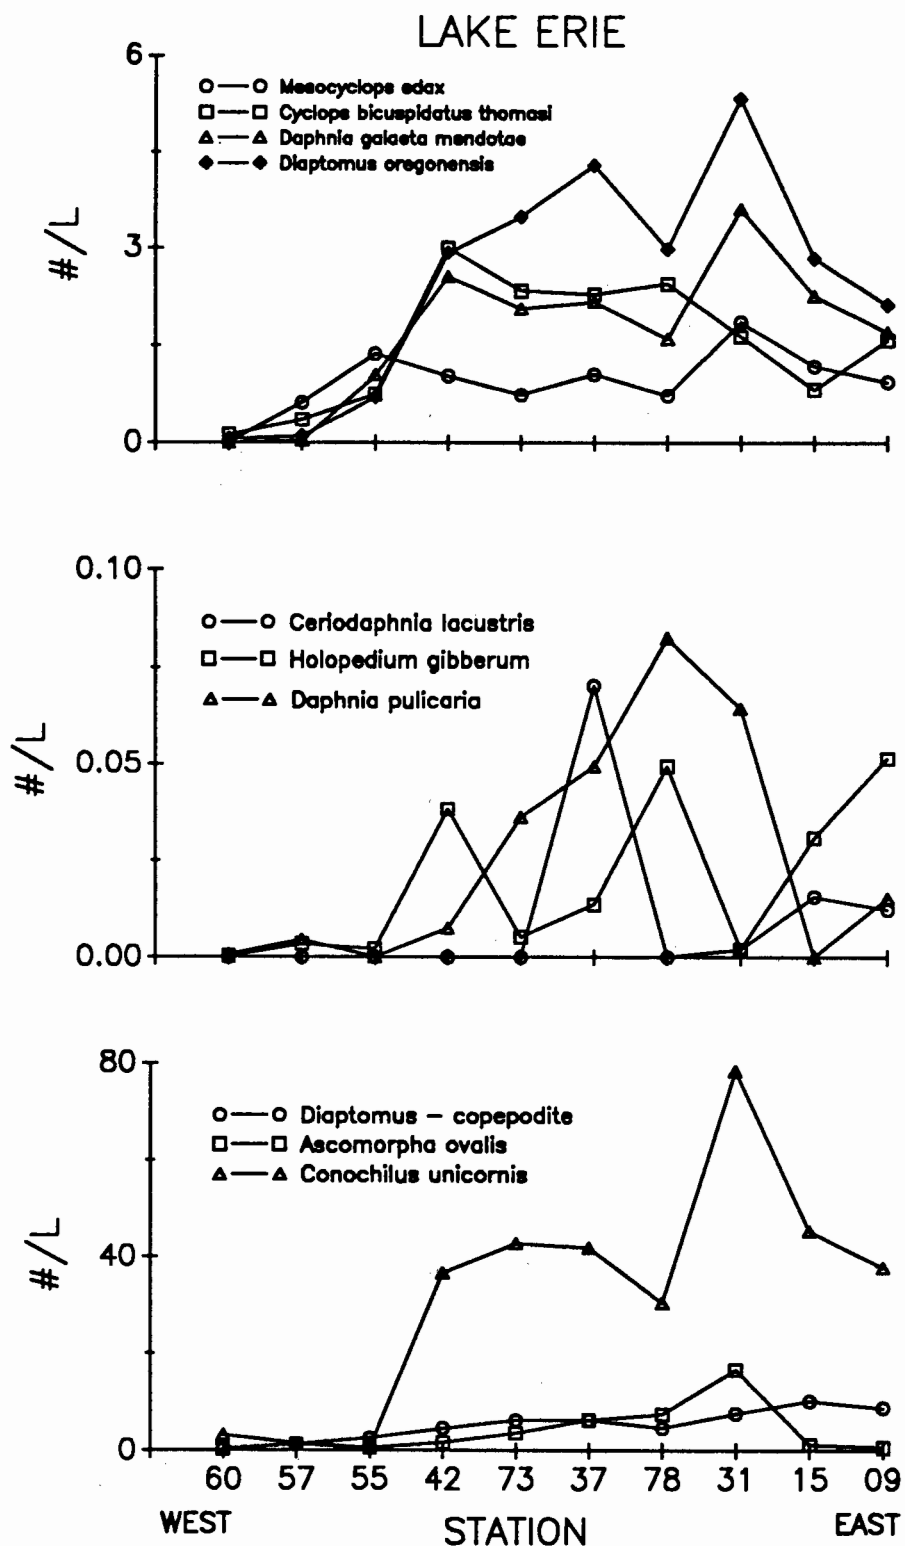 LAKE ERIE
6
Mesocyclops edax
Cyclops bicuspidatus thomasi
Daphnia galaeta mendotae
Diaptomus oregonensis
#/L
3
0
0.10
Ceriodaphnia lacustris
Holopedium gibberum
Daphnia pulicaria
#/L
0.05
0.00
80
Diaptomus – copepodite
Ascomorpha ovalis
Conochilus unicornis
#/L
40
0
60 57 55 42 73 37 78 31 15 09
WEST STATION EAST